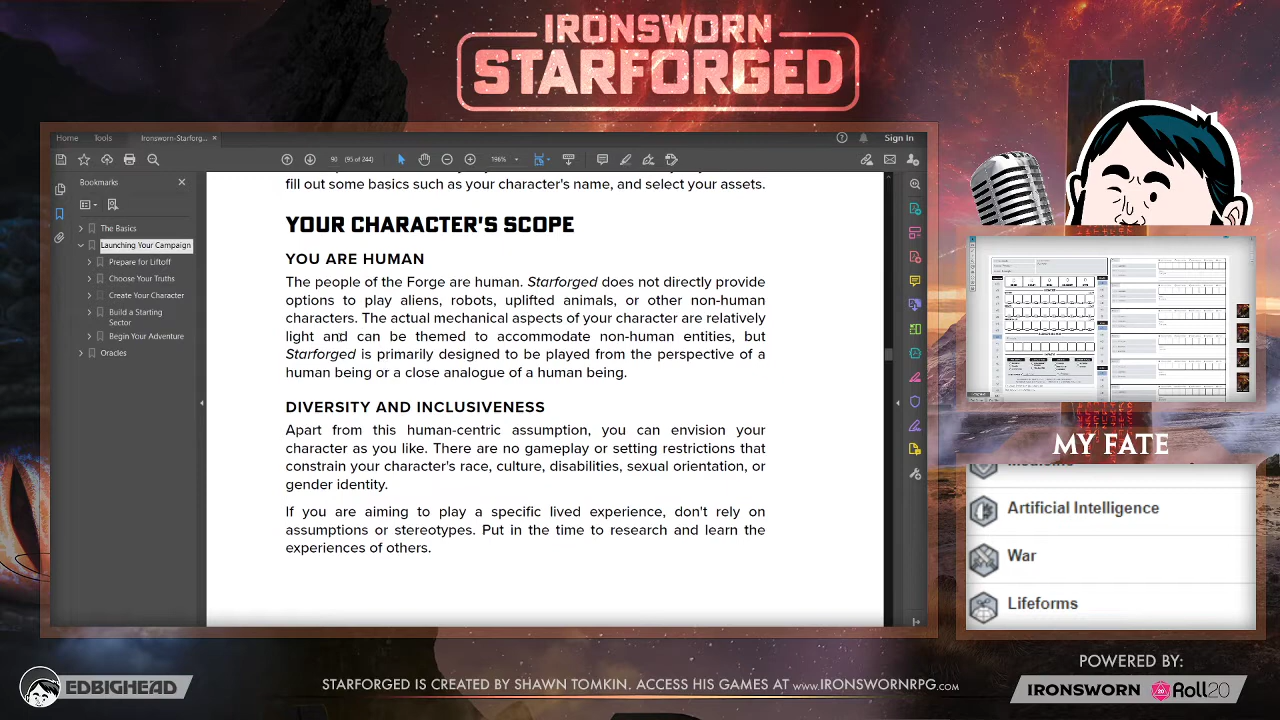 IRONSWORN
STARFORGED
Home Tools Ironsworn-Starforg... ×
Sign In
90 (95 of 244)
196%
Bookmarks
The Basics
Launching Your Campaign
Prepare for Liftoff
Choose Your Truths
Create Your Character
Build a Starting
Sector
Begin Your Adventure
Oracles
fill out some basics such as your character's name, and select your assets.
YOUR CHARACTER'S SCOPE
YOU ARE HUMAN
The people of the Forge are human. Starforged does not directly provide
options to play aliens, robots, uplifted animals, or other non-human
characters. The actual mechanical aspects of your character are relatively
light and can be themed to accommodate non-human entities, but
Starforged is primarily designed to be played from the perspective of a
human being or a close analogue of a human being.
DIVERSITY AND INCLUSIVENESS
Apart from this human-centric assumption, you can envision your
character as you like. There are no gameplay or setting restrictions that
constrain your character's race, culture, disabilities, sexual orientation, or
gender identity.
If you are aiming to play a specific lived experience, don't rely on
assumptions or stereotypes. Put in the time to research and learn the
experiences of others.
MY FATE
Artificial Intelligence
War
Lifeforms
EDBIGHEAD
STARFORGED IS CREATED BY SHAWN TOMKIN. ACCESS HIS GAMES AT WWW.IRONSWORNRPG.COM
POWERED BY:
IRONSWORN Roll20